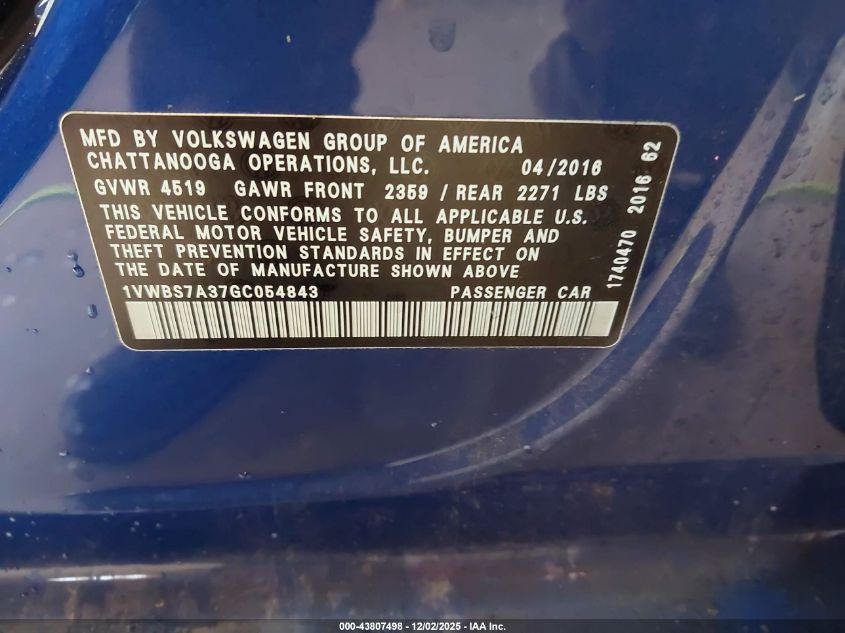 MFD BY VOLKSWAGEN GROUP OF AMERICA
CHATTANOOGA OPERATIONS, LLC. 04/2016
GVWR 4519 GAWR FRONT 2359 / REAR 2271 LBS
THIS VEHICLE CONFORMS TO ALL APPLICABLE U.S.
FEDERAL MOTOR VEHICLE SAFETY, BUMPER AND
THEFT PREVENTION STANDARDS IN EFFECT ON
THE DATE OF MANUFACTURE SHOWN ABOVE
1VWBS7A37GC054843 PASSENGER CAR
1740470 2016 62
000-43807498 - 12/02/2025 - IAA Inc.